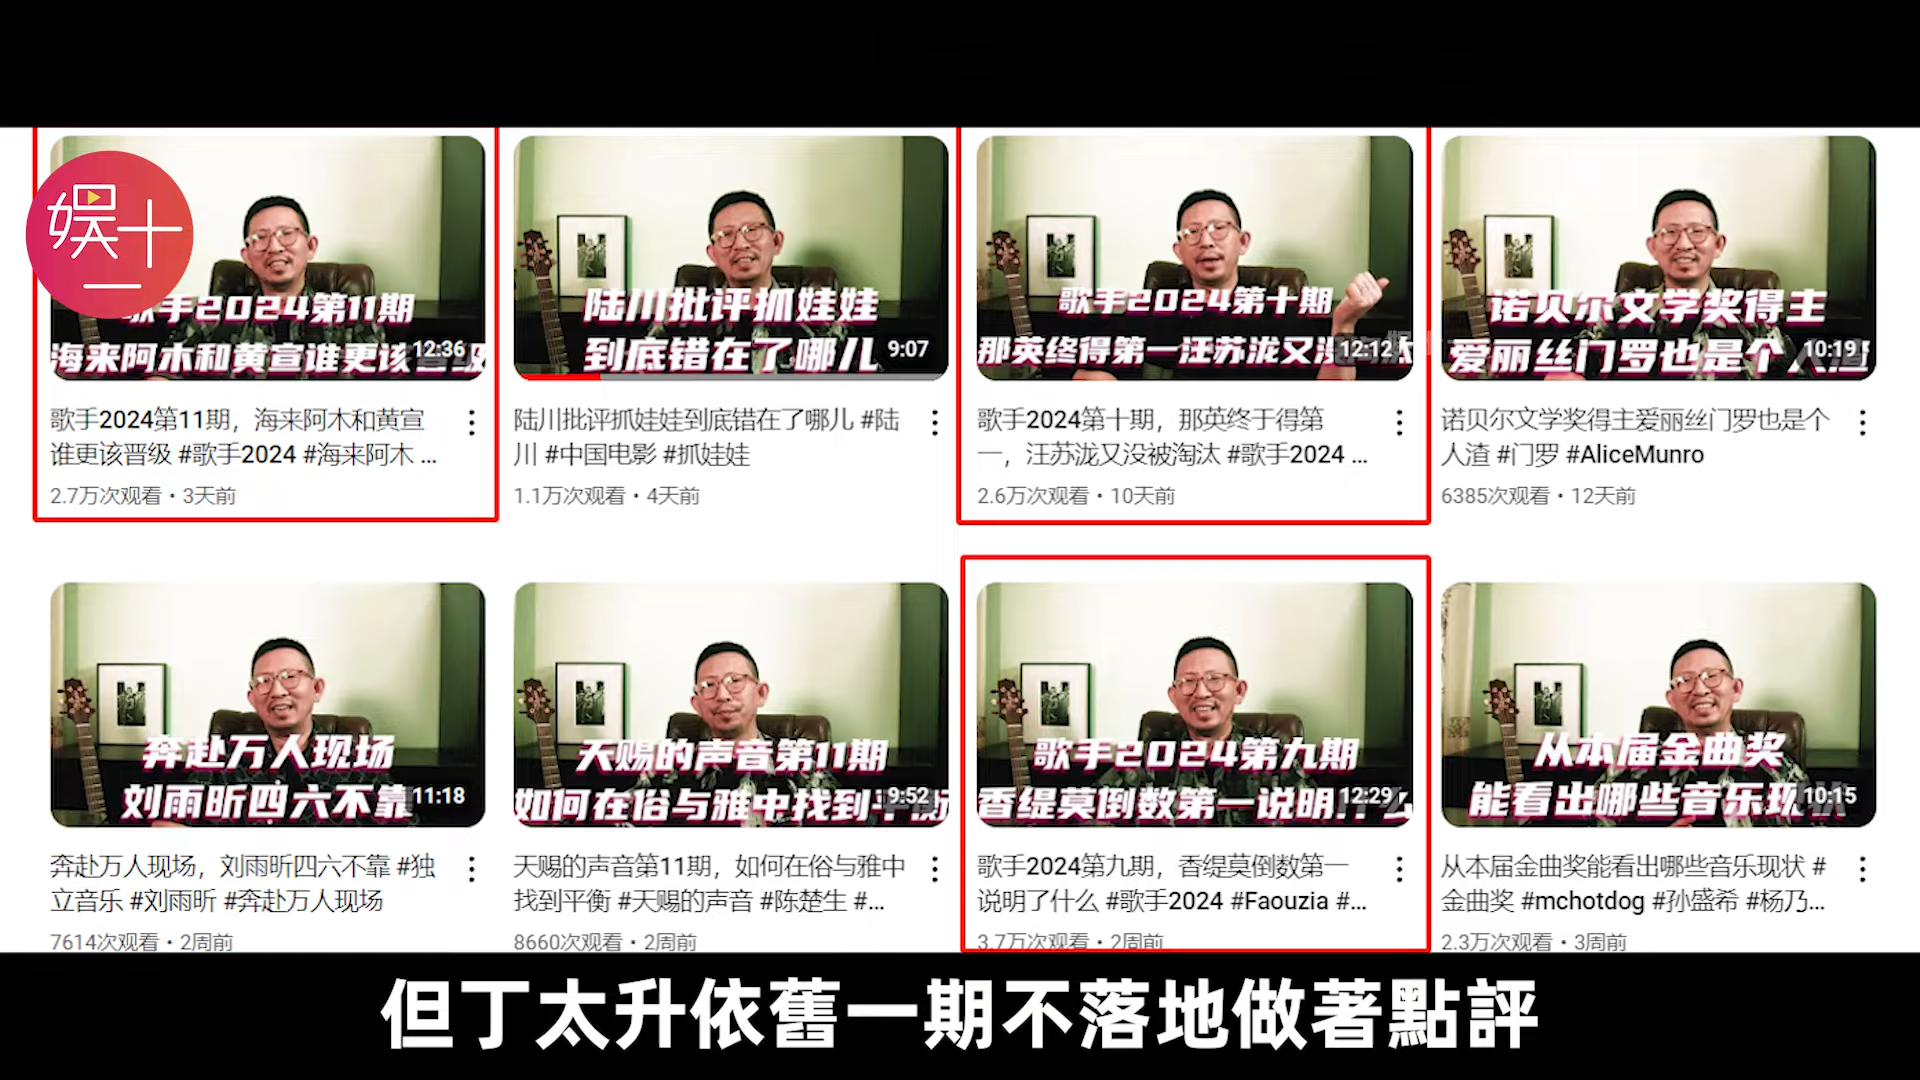 娱十一
歌手2024第11期
海来阿木和黄宣谁更该晋级
12:36
陆川批评抓娃娃
到底错在了哪儿
9:07
歌手2024第十期
那英终得第一汪苏泷又没
12:12
诺贝尔文学奖得主
爱丽丝门罗也是个人渣
10:19
歌手2024第11期，海来阿木和黄宣
谁更该晋级 #歌手2024 #海来阿木 ...
2.7万次观看・3天前
陆川批评抓娃娃到底错在了哪儿 #陆
川 #中国电影 #抓娃娃
1.1万次观看・4天前
歌手2024第十期，那英终于得第
一，汪苏泷又没被淘汰 #歌手2024 ...
2.6万次观看・10天前
诺贝尔文学奖得主爱丽丝门罗也是个
人渣 #门罗 #AliceMunro
6385次观看・12天前
奔赴万人现场
刘雨昕四六不靠
11:18
天赐的声音第11期
如何在俗与雅中找到
9:52
歌手2024第九期
香缇莫倒数第一说明
12:29
从本届金曲奖
能看出哪些音乐现
10:15
奔赴万人现场，刘雨昕四六不靠 #独
立音乐 #刘雨昕 #奔赴万人现场
7614次观看・2周前
天赐的声音第11期，如何在俗与雅中
找到平衡 #天赐的声音 #陈楚生 #...
8660次观看・2周前
歌手2024第九期，香缇莫倒数第一
说明了什么 #歌手2024 #Faouzia #...
3.7万次观看・2周前
从本届金曲奖能看出哪些音乐现状 #
金曲奖 #mchotdog #孙盛希 #杨乃...
2.3万次观看・3周前
但丁太升依舊一期不落地做著點評